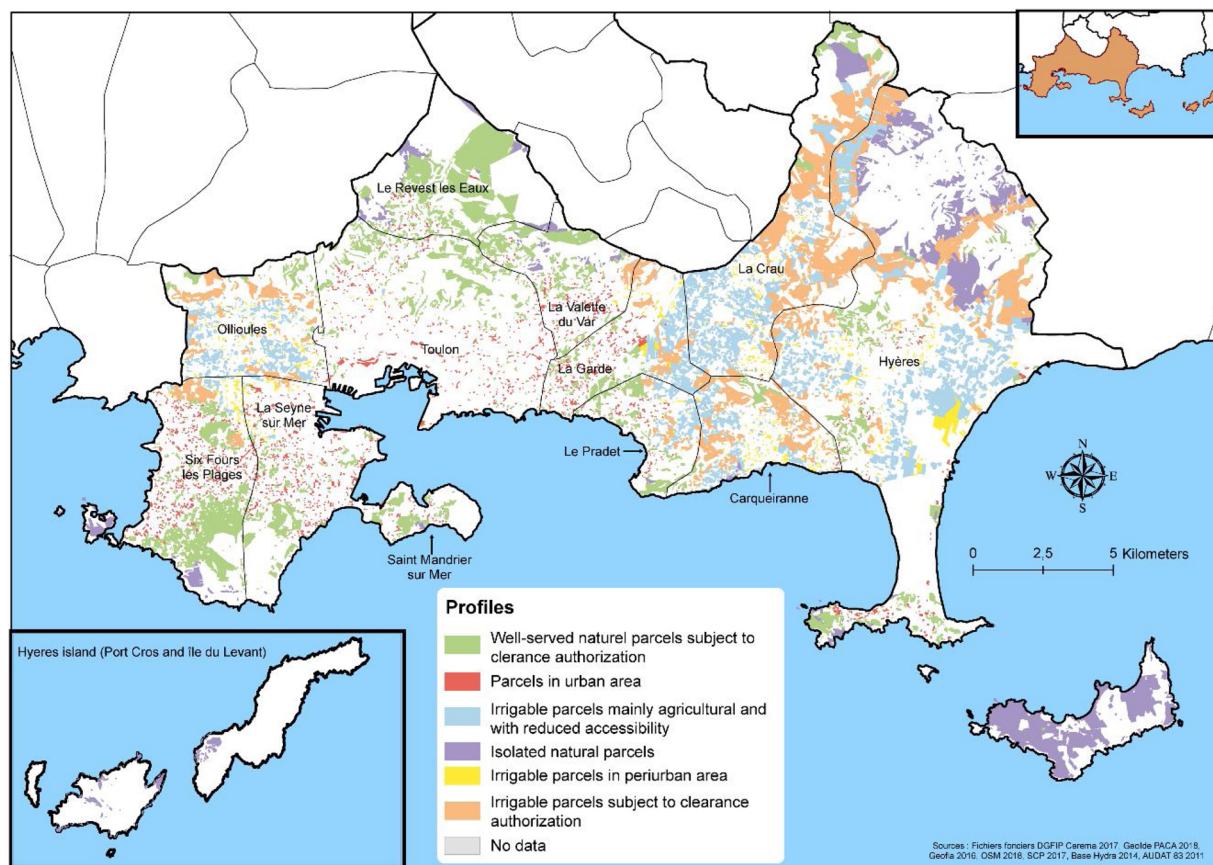 Le Revest les Eaux
La Crau
La Valette
du Var
Ollioules
Toulon
La Garde
Hyères
La Seyne
sur Mer
Six Fours
les Plages
Le Pradet
Carqueiranne
Saint Mandrier
sur Mer
N
W
E
S
0
2,5
5
Kilometers
Profiles
Well-served naturel parcels subject to
clerance authorization
Parcels in urban area
Irrigable parcels mainly agricultural and
with reduced accessibility
Isolated natural parcels
Irrigable parcels in periurban area
Irrigable parcels subject to clearance
authorization
No data
Hyeres island (Port Cros and île du Levant)
Sources : Fichiers fonciers DGFIP Cerema 2017, GeoIde PACA 2018,
Geofla 2016, OSM 2018, SCP 2017, Base Hydra 2014, AUDAT 83 2011